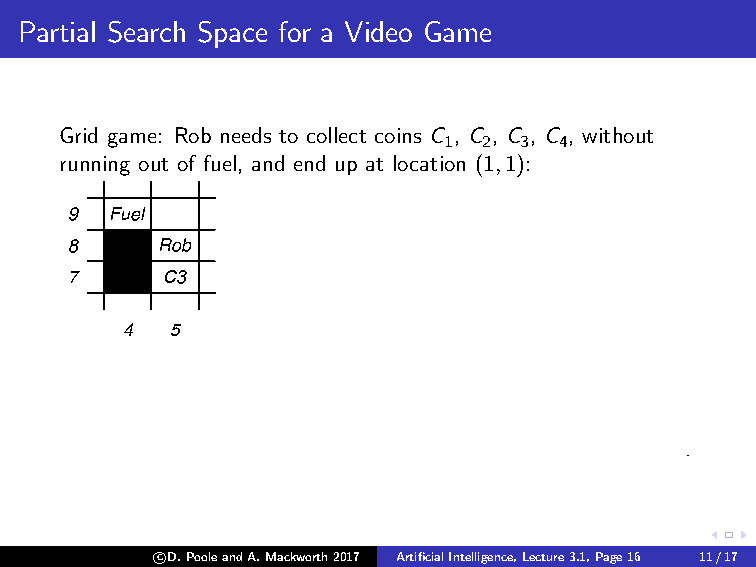 Partial Search Space for a Video Game
Grid game: Rob needs to collect coins C₁, C₂, C₃, C₄, without
running out of fuel, and end up at location (1, 1):
9 Fuel
8 Rob
7 C3
4 5
©D. Poole and A. Mackworth 2017 Artificial Intelligence, Lecture 3.1, Page 16 11 / 17